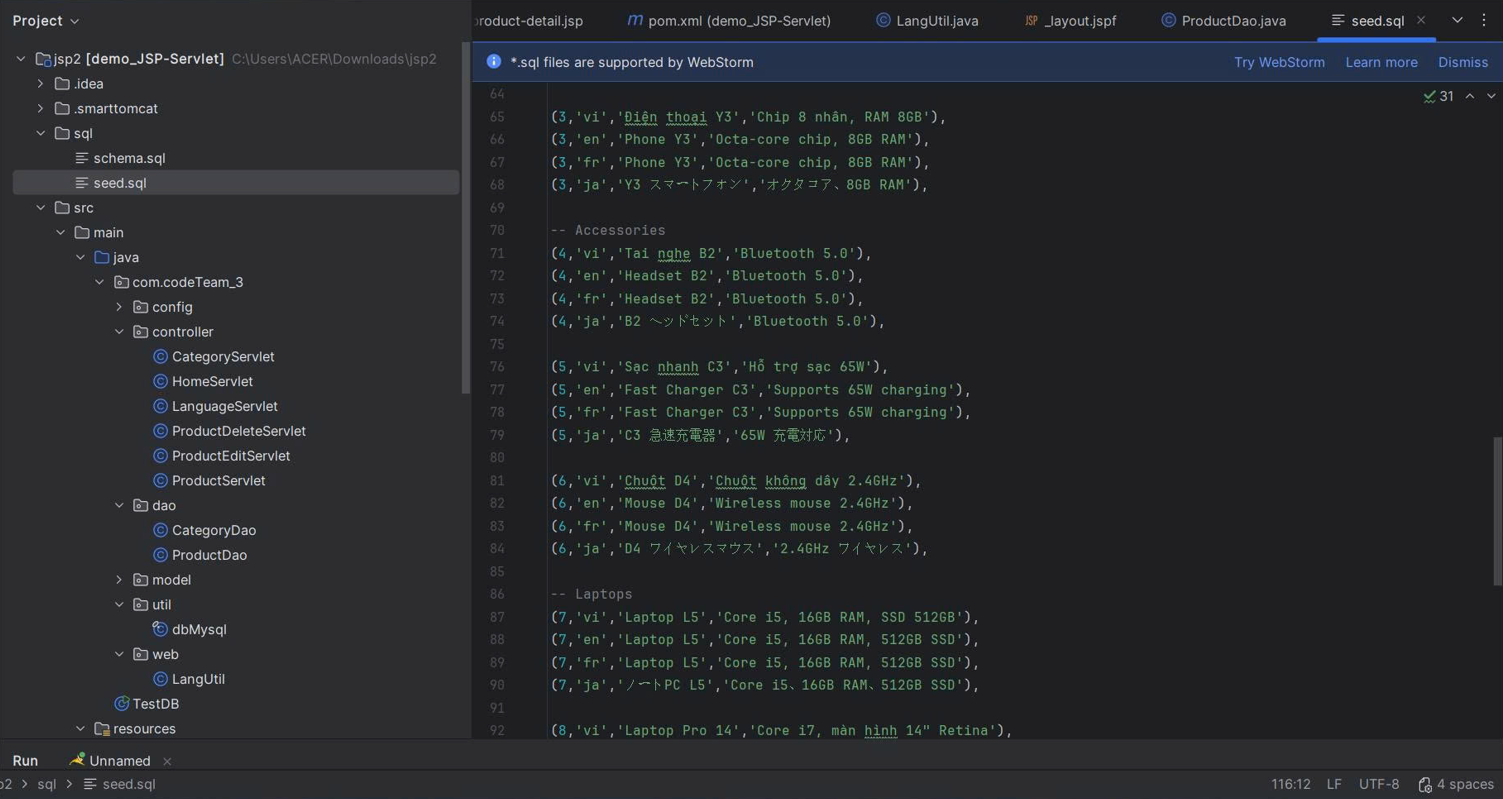 Project
product-detail.jsp
pom.xml (demo_JSP-Servlet)
LangUtil.java
_layout.jspf
ProductDao.java
seed.sql
jsp2 [demo_JSP-Servlet] C:\Users\ACER\Downloads\jsp2
.idea
.smarttomcat
sql
schema.sql
seed.sql
src
main
java
com.codeTeam_3
config
controller
CategoryServlet
HomeServlet
LanguageServlet
ProductDeleteServlet
ProductEditServlet
ProductServlet
dao
CategoryDao
ProductDao
model
util
dbMysql
web
LangUtil
TestDB
resources
*.sql files are supported by WebStorm
Try WebStorm
Learn more
Dismiss
31
64
65 (3,'vi','Điện thoại Y3','Chip 8 nhân, RAM 8GB'),
66 (3,'en','Phone Y3','Octa-core chip, 8GB RAM'),
67 (3,'fr','Phone Y3','Octa-core chip, 8GB RAM'),
68 (3,'ja','Y3 スマートフォン','オクタコア、8GB RAM'),
69
70 -- Accessories
71 (4,'vi','Tai nghe B2','Bluetooth 5.0'),
72 (4,'en','Headset B2','Bluetooth 5.0'),
73 (4,'fr','Headset B2','Bluetooth 5.0'),
74 (4,'ja','B2 ヘッドセット','Bluetooth 5.0'),
75
76 (5,'vi','Sạc nhanh C3','Hỗ trợ sạc 65W'),
77 (5,'en','Fast Charger C3','Supports 65W charging'),
78 (5,'fr','Fast Charger C3','Supports 65W charging'),
79 (5,'ja','C3 急速充電器','65W 充電対応'),
80
81 (6,'vi','Chuột D4','Chuột không dây 2.4GHz'),
82 (6,'en','Mouse D4','Wireless mouse 2.4GHz'),
83 (6,'fr','Mouse D4','Wireless mouse 2.4GHz'),
84 (6,'ja','D4 ワイヤレスマウス','2.4GHz ワイヤレス'),
85
86 -- Laptops
87 (7,'vi','Laptop L5','Core i5, 16GB RAM, SSD 512GB'),
88 (7,'en','Laptop L5','Core i5, 16GB RAM, 512GB SSD'),
89 (7,'fr','Laptop L5','Core i5, 16GB RAM, 512GB SSD'),
90 (7,'ja','ノートPC L5','Core i5、16GB RAM、512GB SSD'),
91
92 (8,'vi','Laptop Pro 14','Core i7, màn hình 14" Retina'),
Run
Unnamed
p2 > sql > seed.sql
116:12
LF
UTF-8
4 spaces